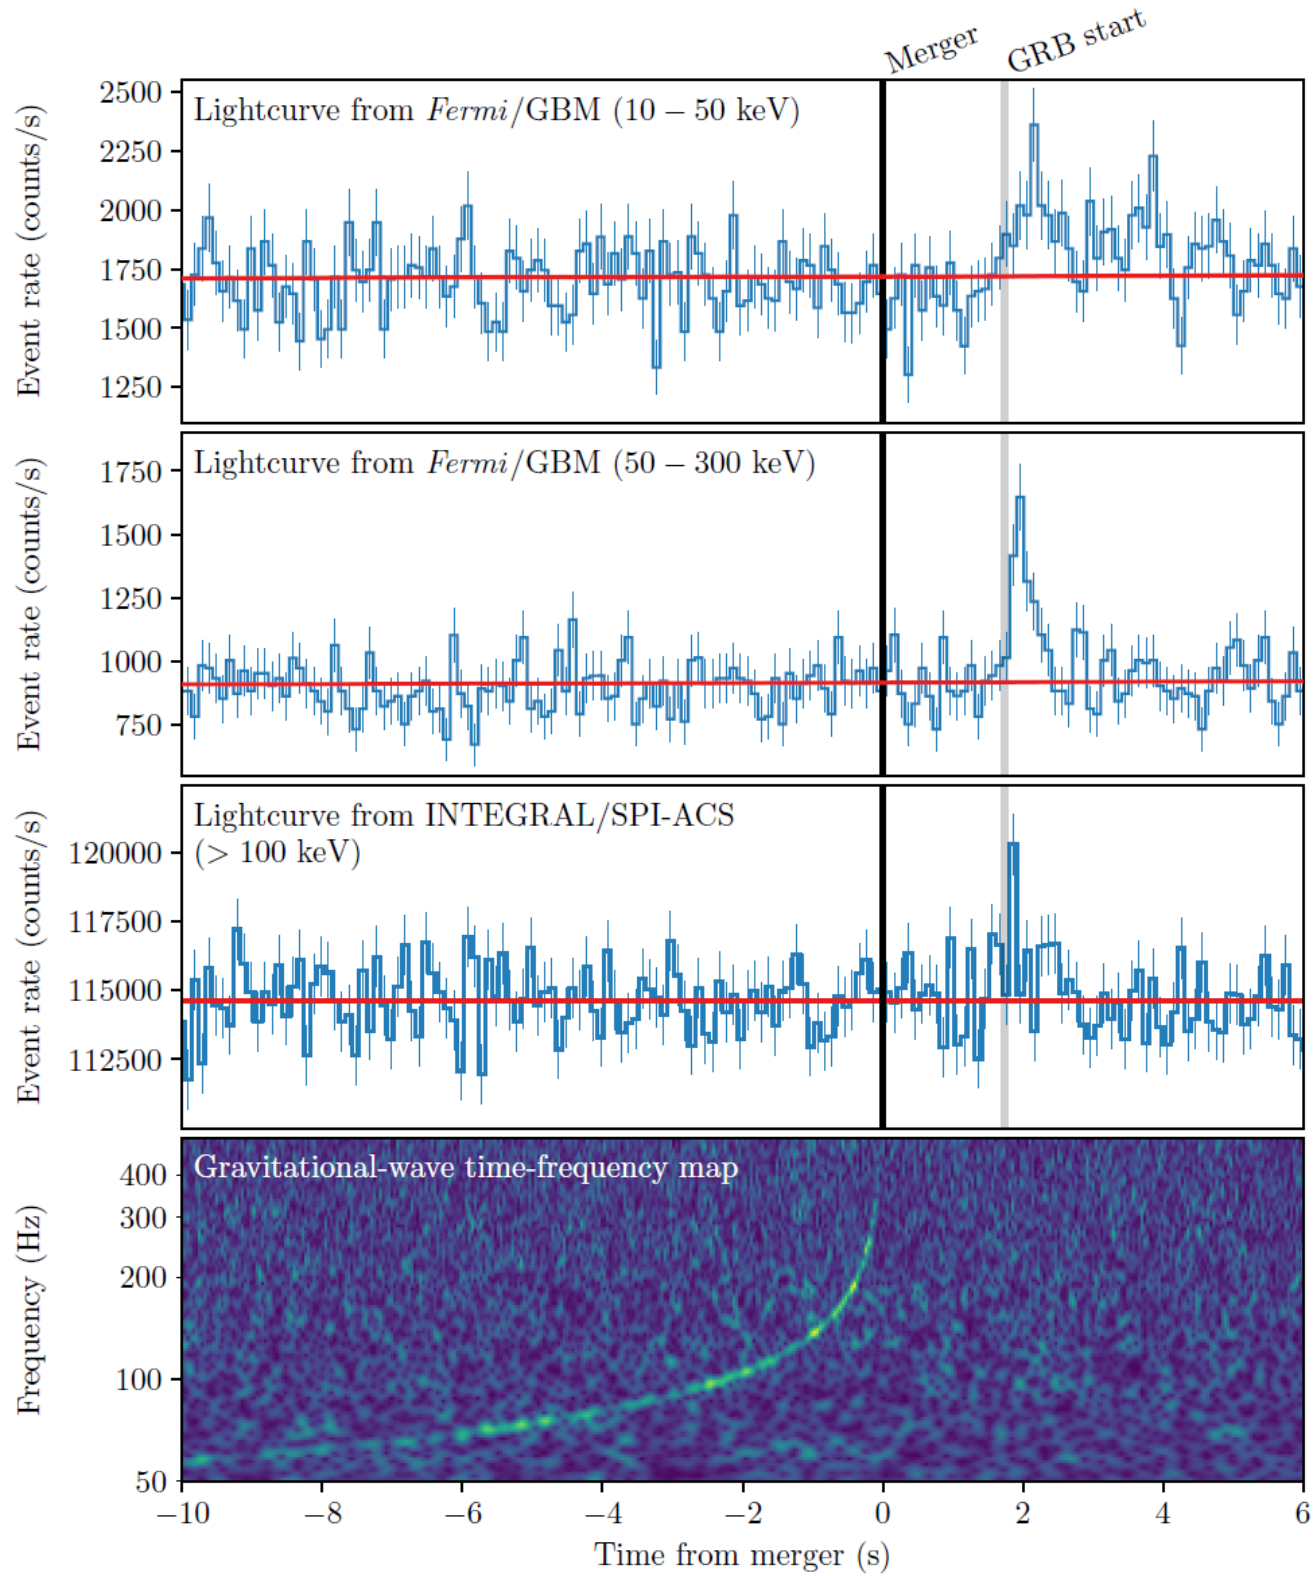 Merger
GRB start
Lightcurve from Fermi/GBM (10 − 50 keV)
Event rate (counts/s)
2500
2250
2000
1750
1500
1250
Lightcurve from Fermi/GBM (50 − 300 keV)
Event rate (counts/s)
1750
1500
1250
1000
750
Lightcurve from INTEGRAL/SPI-ACS
(> 100 keV)
Event rate (counts/s)
120000
117500
115000
112500
Gravitational-wave time-frequency map
Frequency (Hz)
400
300
200
100
50
−10 −8 −6 −4 −2 0 2 4 6
Time from merger (s)